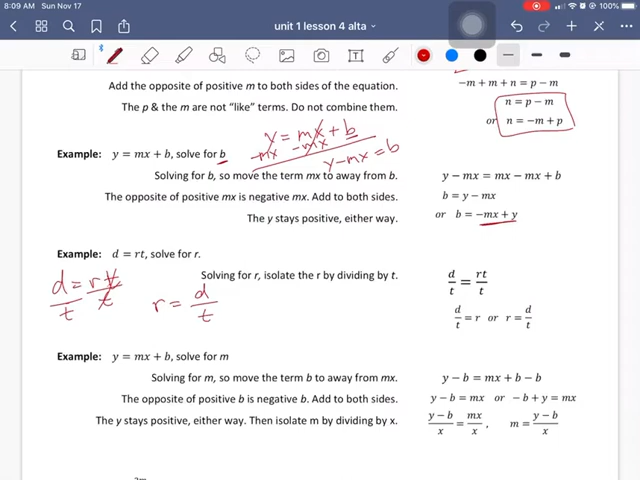 8:09 AM Sun Nov 17
100%
unit 1 lesson 4 alta
Add the opposite of positive m to both sides of the equation.
-m + m + n = p - m
The p & the m are not "like" terms. Do not combine them.
n = p - m
or n = -m + p
y = mx + b
-mx -mx
y - mx = b
Example: y = mx + b, solve for b
Solving for b, so move the term mx to away from b.
y - mx = mx - mx + b
The opposite of positive mx is negative mx. Add to both sides.
b = y - mx
The y stays positive, either way.
or b = -mx + y
Example: d = rt, solve for r.
Solving for r, isolate the r by dividing by t.
d/t = rt/t
d/t = rt/t
r = d/t
d/t = r or r = d/t
Example: y = mx + b, solve for m
Solving for m, so move the term b to away from mx.
y - b = mx + b - b
The opposite of positive b is negative b. Add to both sides.
y - b = mx or -b + y = mx
The y stays positive, either way. Then isolate m by dividing by x.
y-b/x = mx/x , m = y-b/x